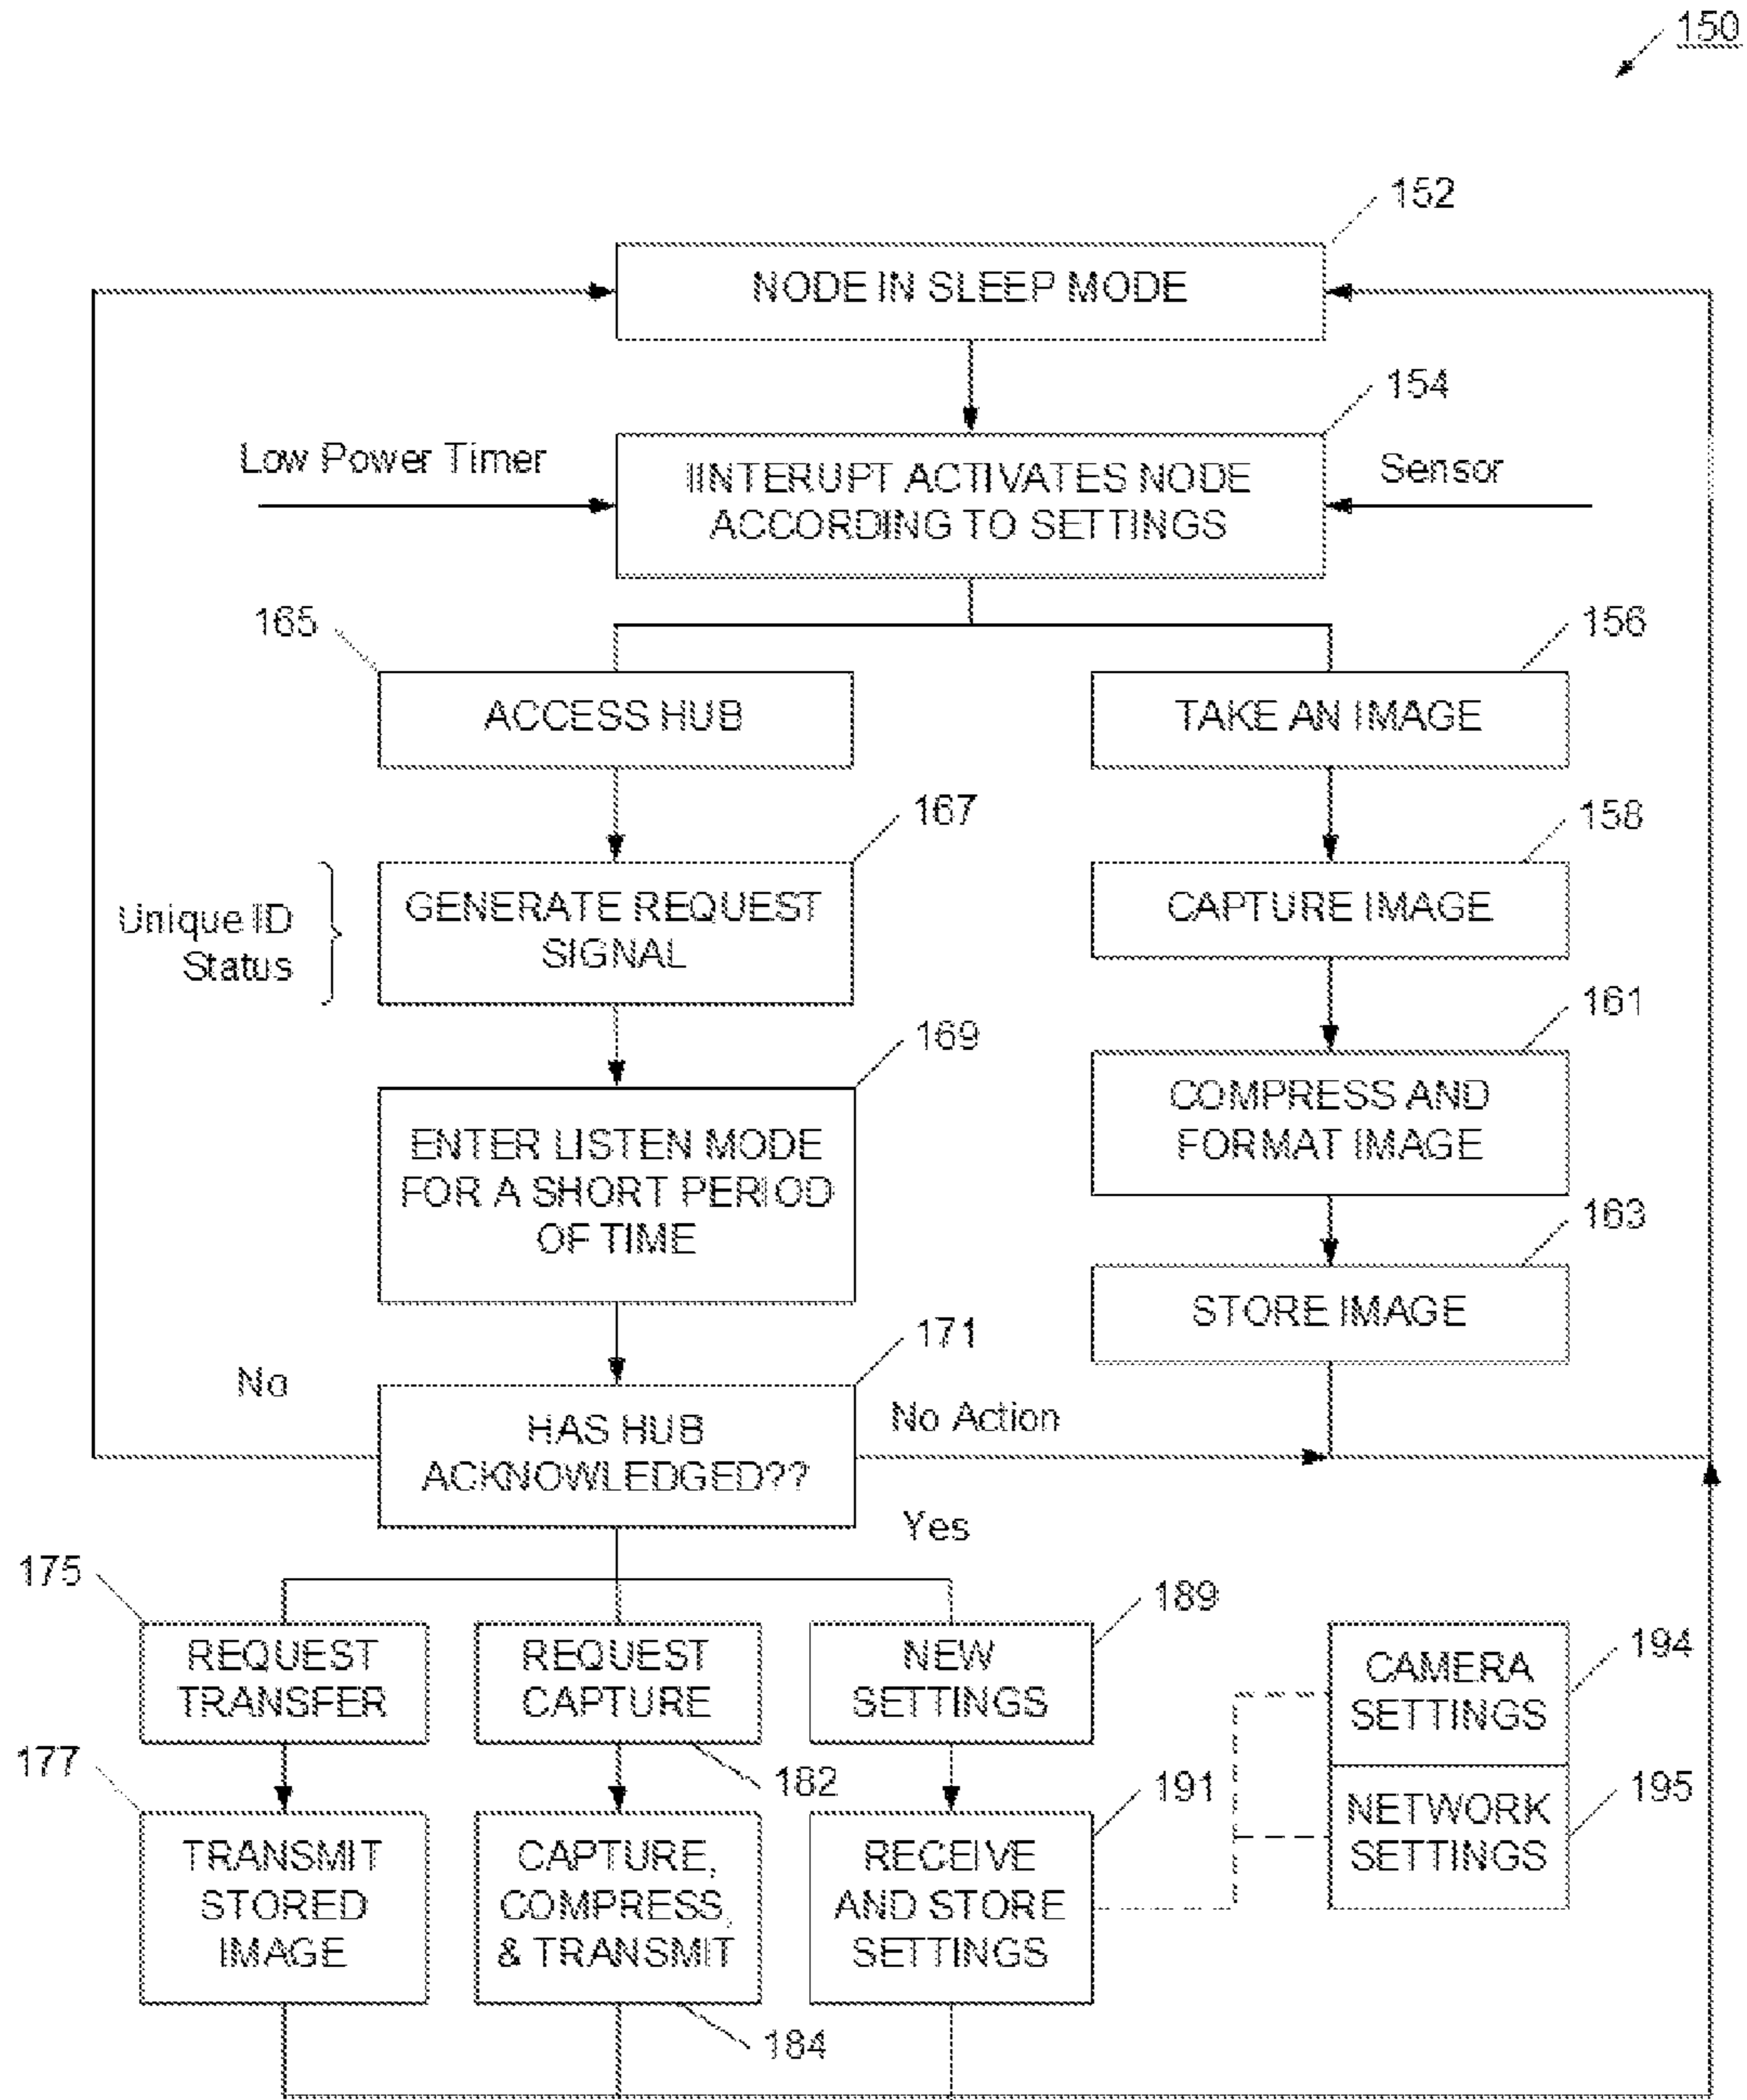 150
152
NODE IN SLEEP MODE
154
Low Power Timer
IINTERUPT ACTIVATES NODE
ACCORDING TO SETTINGS
Sensor
165
156
ACCESS HUB
TAKE AN IMAGE
167
158
Unique ID
Status
GENERATE REQUEST
SIGNAL
CAPTURE IMAGE
169
161
ENTER LISTEN MODE
FOR A SHORT PERIOD
OF TIME
COMPRESS AND
FORMAT IMAGE
163
STORE IMAGE
171
No
HAS HUB
ACKNOWLEDGED??
No Action
Yes
175
REQUEST
TRANSFER
REQUEST
CAPTURE
182
189
NEW
SETTINGS
194
CAMERA
SETTINGS
177
TRANSMIT
STORED
IMAGE
CAPTURE,
COMPRESS,
& TRANSMIT
184
191
RECEIVE
AND STORE
SETTINGS
195
NETWORK
SETTINGS